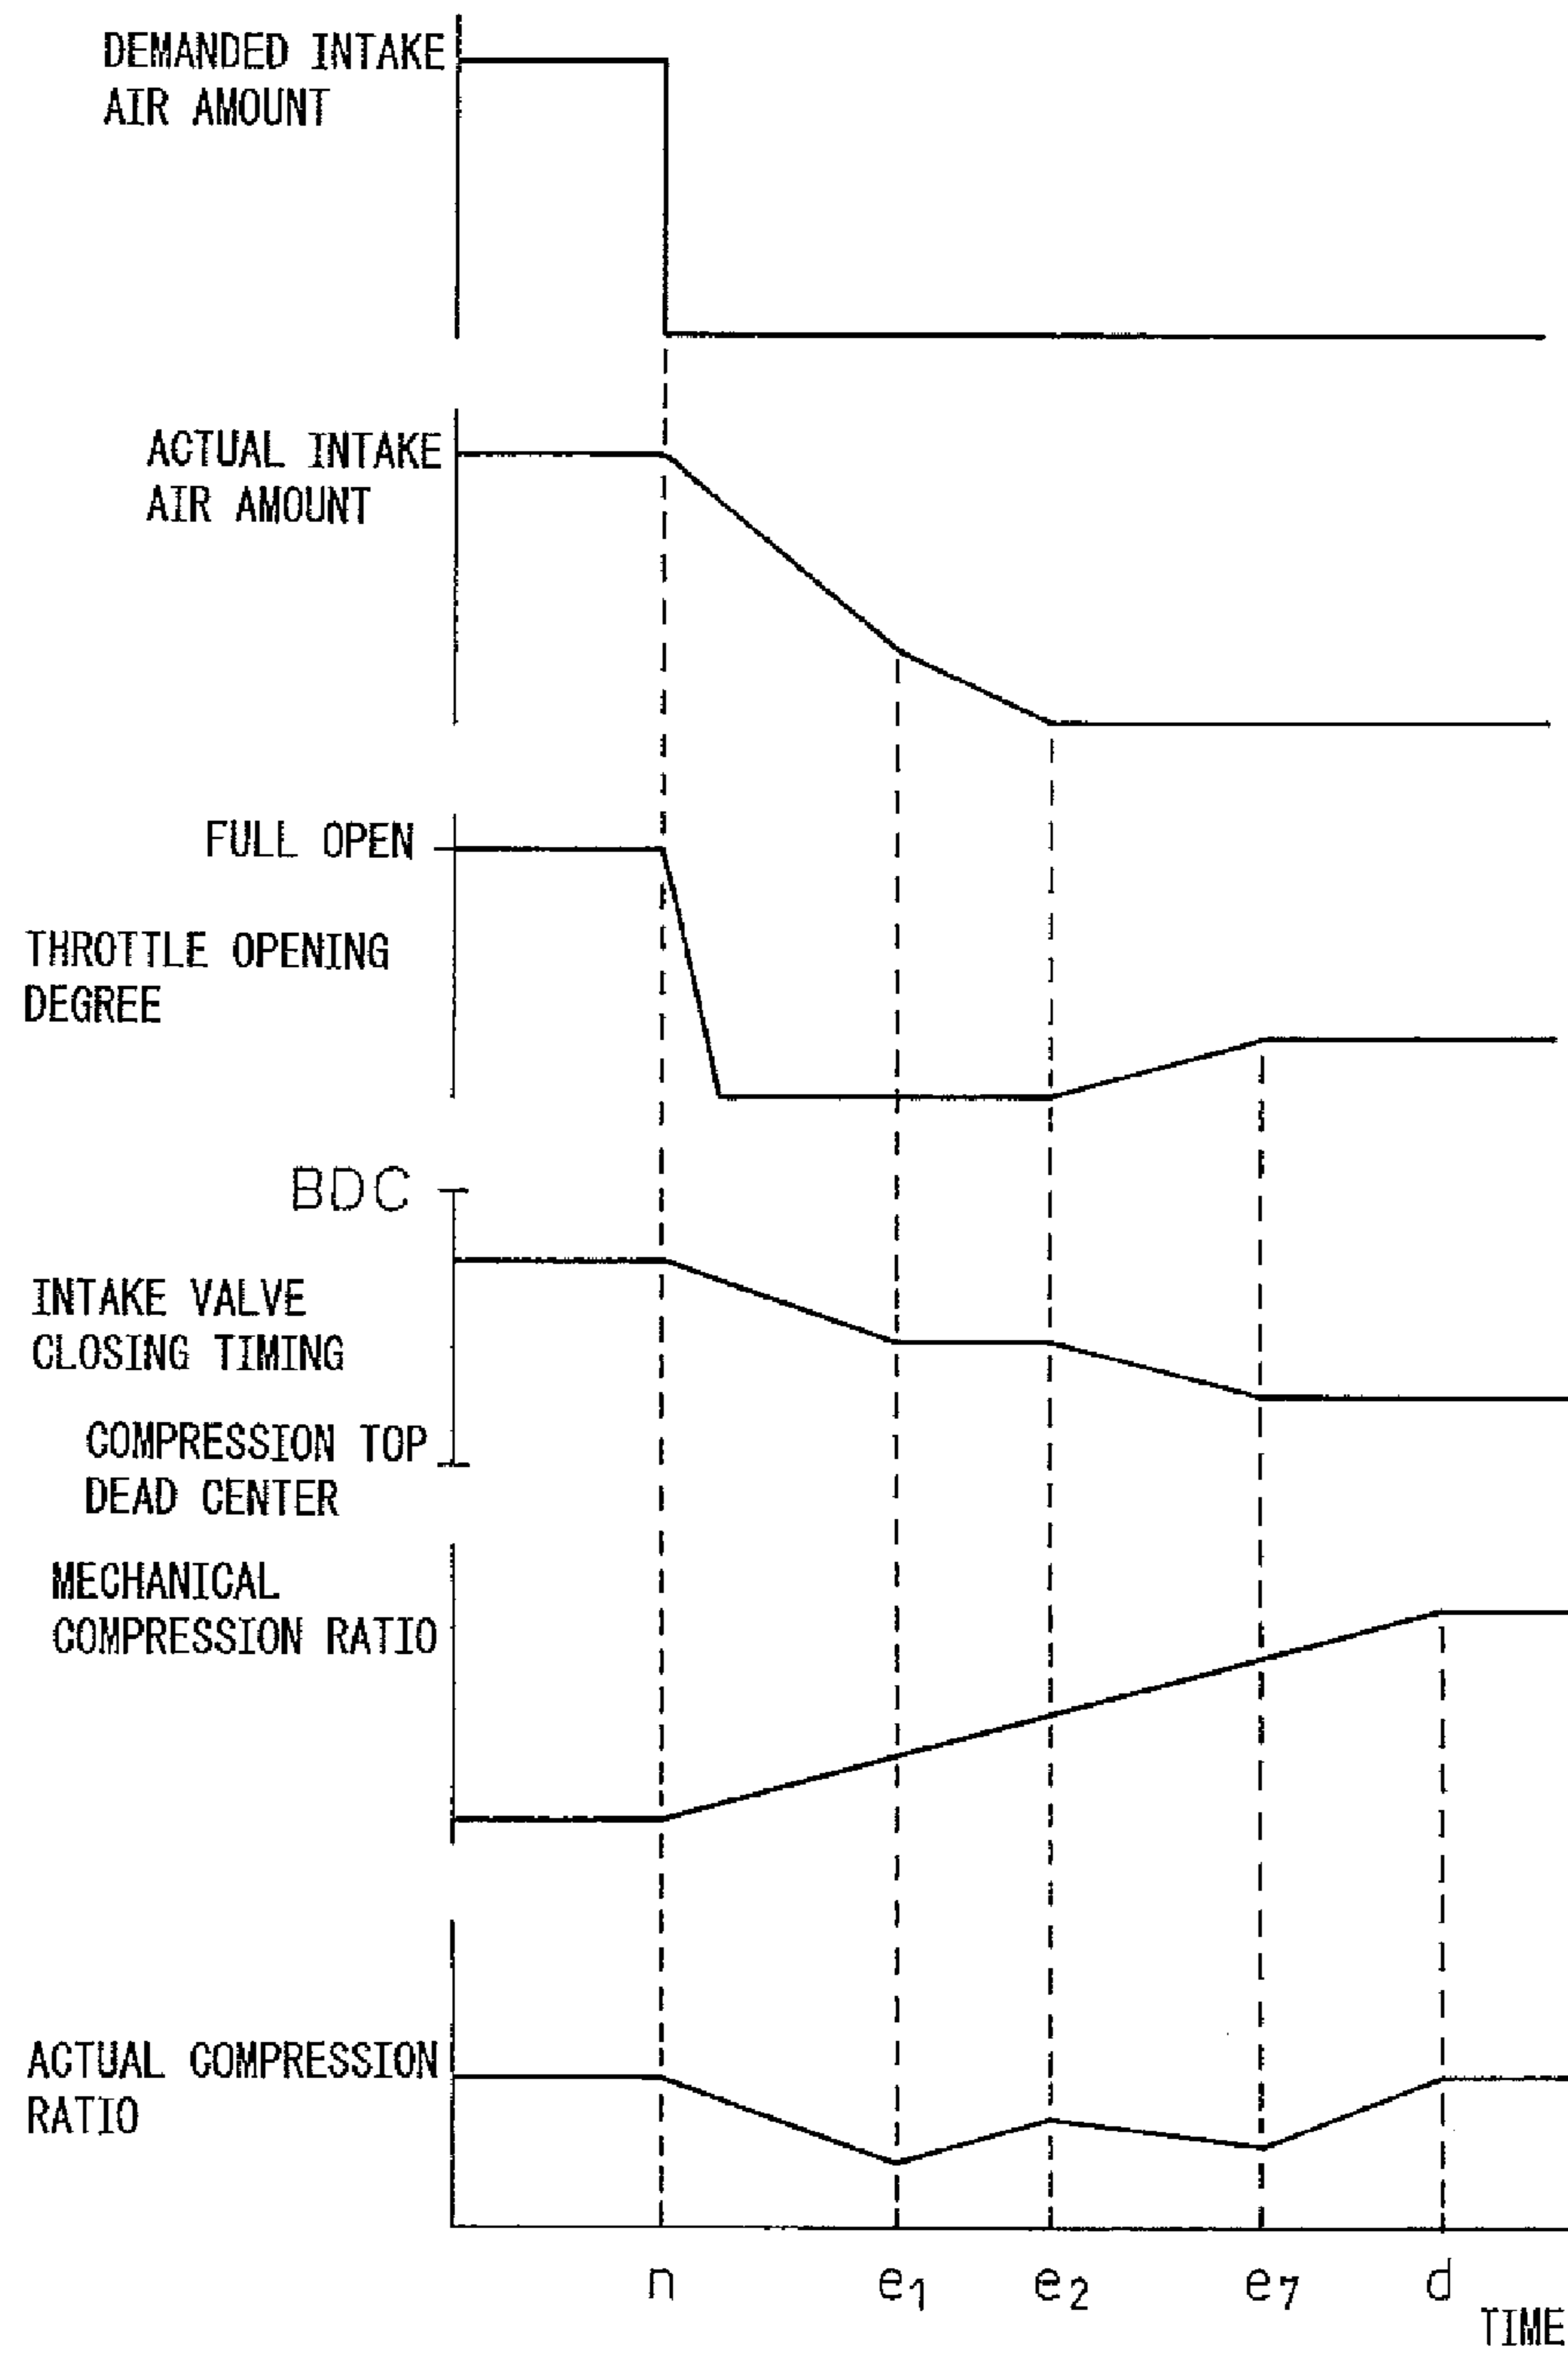 DEMANDED INTAKE
AIR AMOUNT
ACTUAL INTAKE
AIR AMOUNT
FULL OPEN
THROTTLE OPENING
DEGREE
BDC
INTAKE VALVE
CLOSING TIMING
COMPRESSION TOP
DEAD CENTER
MECHANICAL
COMPRESSION RATIO
ACTUAL COMPRESSION
RATIO
n e1 e2 e7 d
TIME